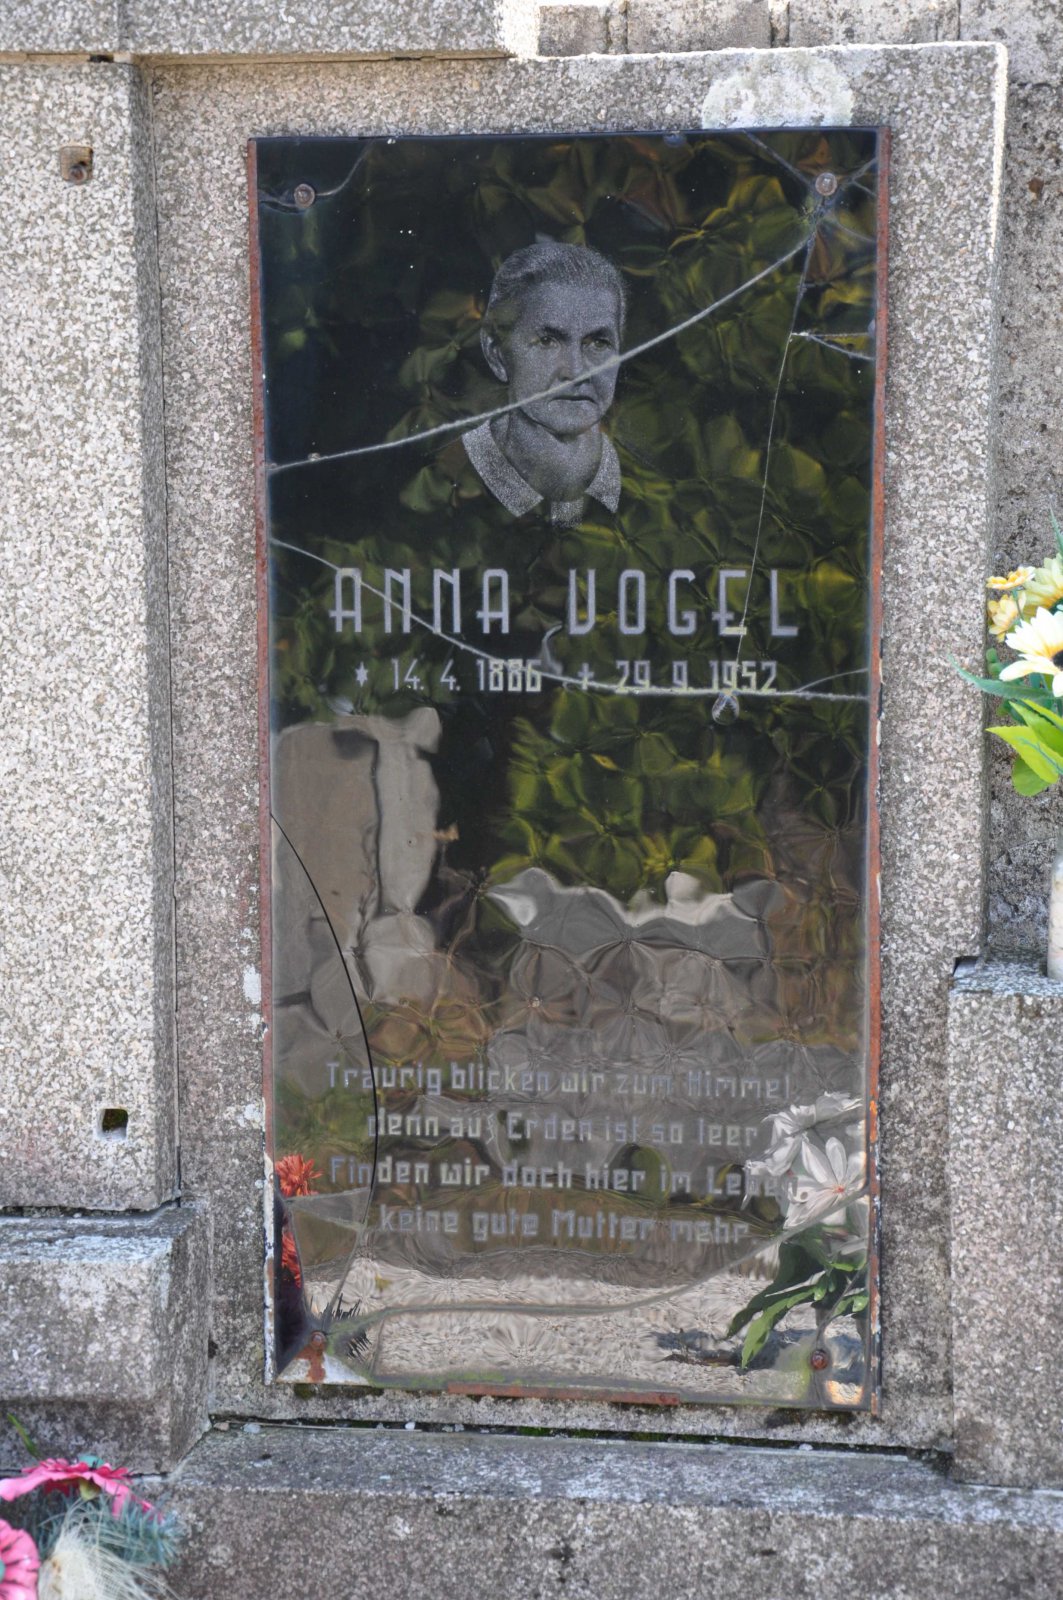 ANNA VOGEL
* 14. 4. 1886 + 29. 9. 1952
Traurig blicken wir zum Himmel
denn auf Erden ist so leer
Finden wir doch hier im Leben
keine gute Mutter mehr